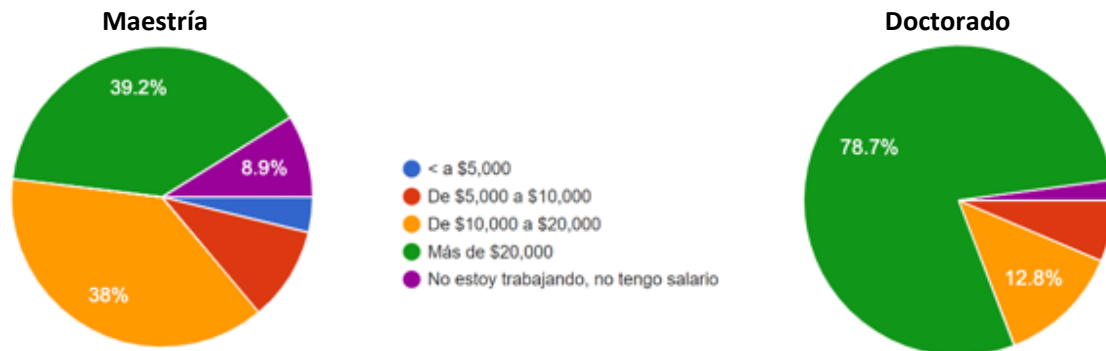 Maestría
39.2%
8.9%
38%
< a $5,000
De $5,000 a $10,000
De $10,000 a $20,000
Más de $20,000
No estoy trabajando, no tengo salario
Doctorado
78.7%
12.8%